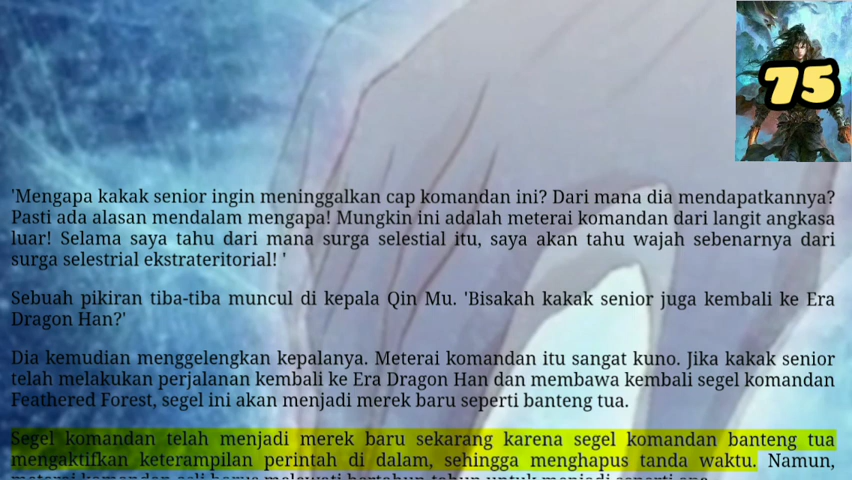 75
'Mengapa kakak senior ingin meninggalkan cap komandan ini? Dari mana dia mendapatkannya?
Pasti ada alasan mendalam mengapa! Mungkin ini adalah meterai komandan dari langit angkasa
luar! Selama saya tahu dari mana surga selestial itu, saya akan tahu wajah sebenarnya dari
surga selestrial ekstrateritorial! '
Sebuah pikiran tiba-tiba muncul di kepala Qin Mu. 'Bisakah kakak senior juga kembali ke Era
Dragon Han?'
Dia kemudian menggelengkan kepalanya. Meterai komandan itu sangat kuno. Jika kakak senior
telah melakukan perjalanan kembali ke Era Dragon Han dan membawa kembali segel komandan
Feathered Forest, segel ini akan menjadi merek baru seperti banteng tua.
Segel komandan telah menjadi merek baru sekarang karena segel komandan banteng tua
mengaktifkan keterampilan perintah di dalam, sehingga menghapus tanda waktu. Namun,